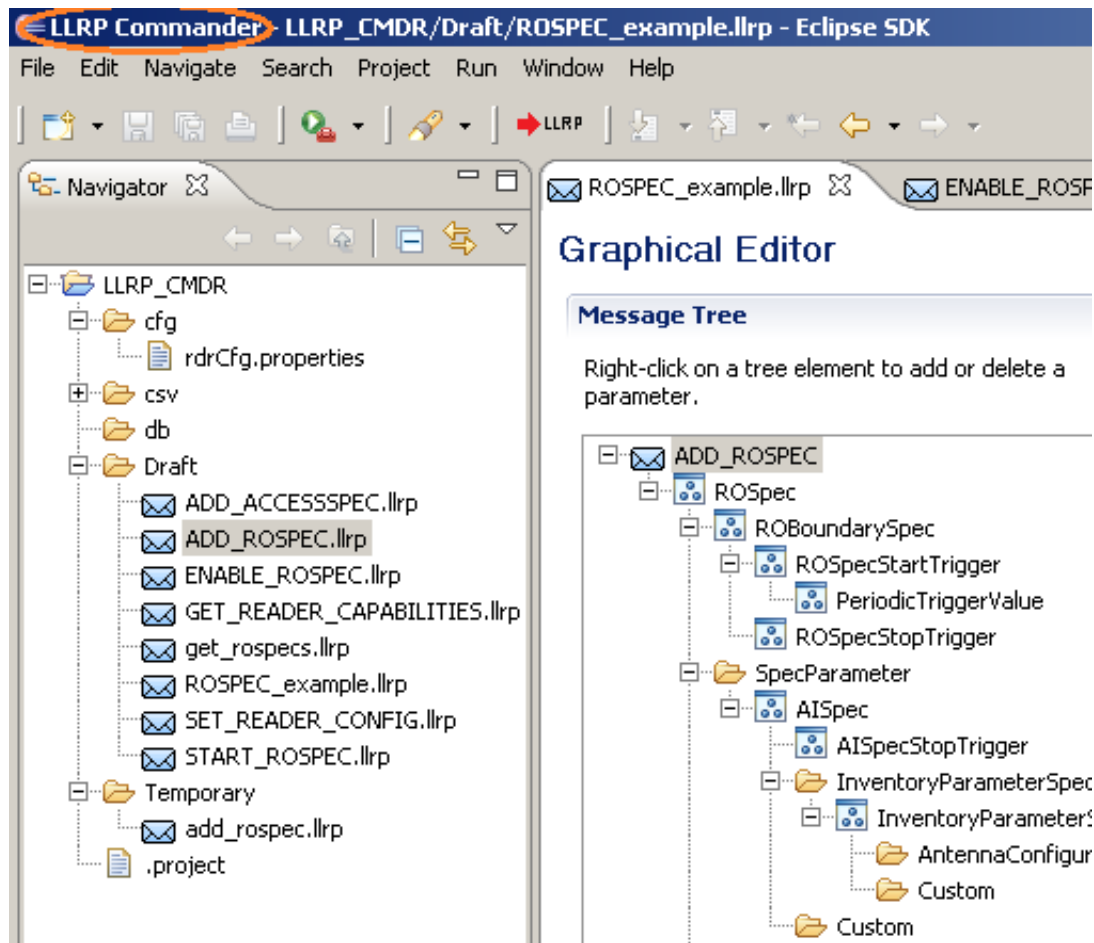 LLRP Commander - LLRP_CMDR/Draft/ROSPEC_example.llrp - Eclipse SDK
File Edit Navigate Search Project Run Window Help
LLRP
Navigator
LLRP_CMDR
cfg
rdrCfg.properties
csv
db
Draft
ADD_ACCESSSPEC.llrp
ADD_ROSPEC.llrp
ENABLE_ROSPEC.llrp
GET_READER_CAPABILITIES.llrp
get_rospecs.llrp
ROSPEC_example.llrp
SET_READER_CONFIG.llrp
START_ROSPEC.llrp
Temporary
add_rospec.llrp
.project
ROSPEC_example.llrp ENABLE_ROSP
Graphical Editor
Message Tree
Right-click on a tree element to add or delete a
parameter.
ADD_ROSPEC
ROSpec
ROBoundarySpec
ROSpecStartTrigger
PeriodicTriggerValue
ROSpecStopTrigger
SpecParameter
AISpec
AISpecStopTrigger
InventoryParameterSpec
InventoryParameterS
AntennaConfigur
Custom
Custom